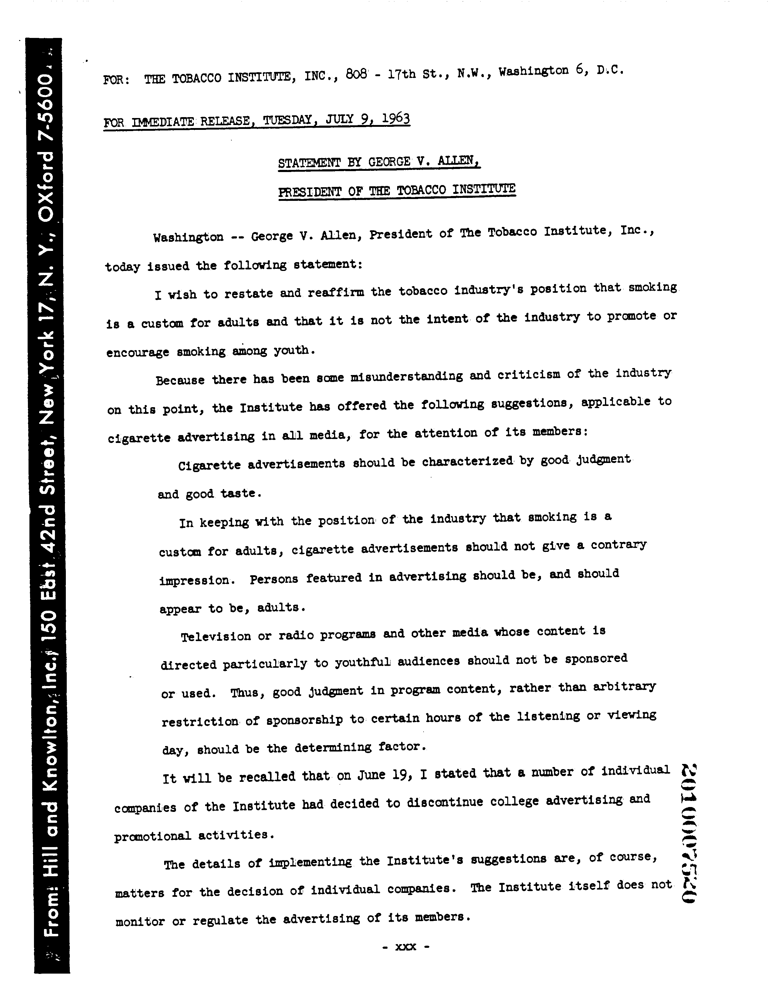 FOR: THE TOBACCO INSTITUTE, INC., 808 - 17th St., N.W., Washington 6, D.C.
FOR IMMEDIATE RELEASE, TUESDAY, JULY 9, 1963
STATEMENT BY GEORGE V. ALLEN,
PRESIDENT OF THE TOBACCO INSTITUTE
Washington -- George V. Allen, President of The Tobacco Institute, Inc.,
today issued the following statement:
I wish to restate and reaffirm the tobacco industry's position that smoking
is a custom for adults and that it is not the intent of the industry to promote or
encourage smoking among youth.
Because there has been some misunderstanding and criticism of the industry
on this point, the Institute has offered the following suggestions, applicable to
cigarette advertising in all media, for the attention of its members:
Cigarette advertisements should be characterized by good judgment
and good taste.
In keeping with the position of the industry that smoking is a
custom for adults, cigarette advertisements should not give a contrary
impression. Persons featured in advertising should be, and should
appear to be, adults.
Television or radio programs and other media whose content is
directed particularly to youthful audiences should not be sponsored
or used. Thus, good judgment in program content, rather than arbitrary
restriction of sponsorship to certain hours of the listening or viewing
day, should be the determining factor.
It will be recalled that on June 19, I stated that a number of individual
companies of the Institute had decided to discontinue college advertising and
promotional activities.
The details of implementing the Institute's suggestions are, of course,
matters for the decision of individual companies. The Institute itself does not
monitor or regulate the advertising of its members.
- xxx -
From: Hill and Knowlton, Inc., 150 East 42nd Street, New York 17, N. Y., OXford 7-5600
2010007520